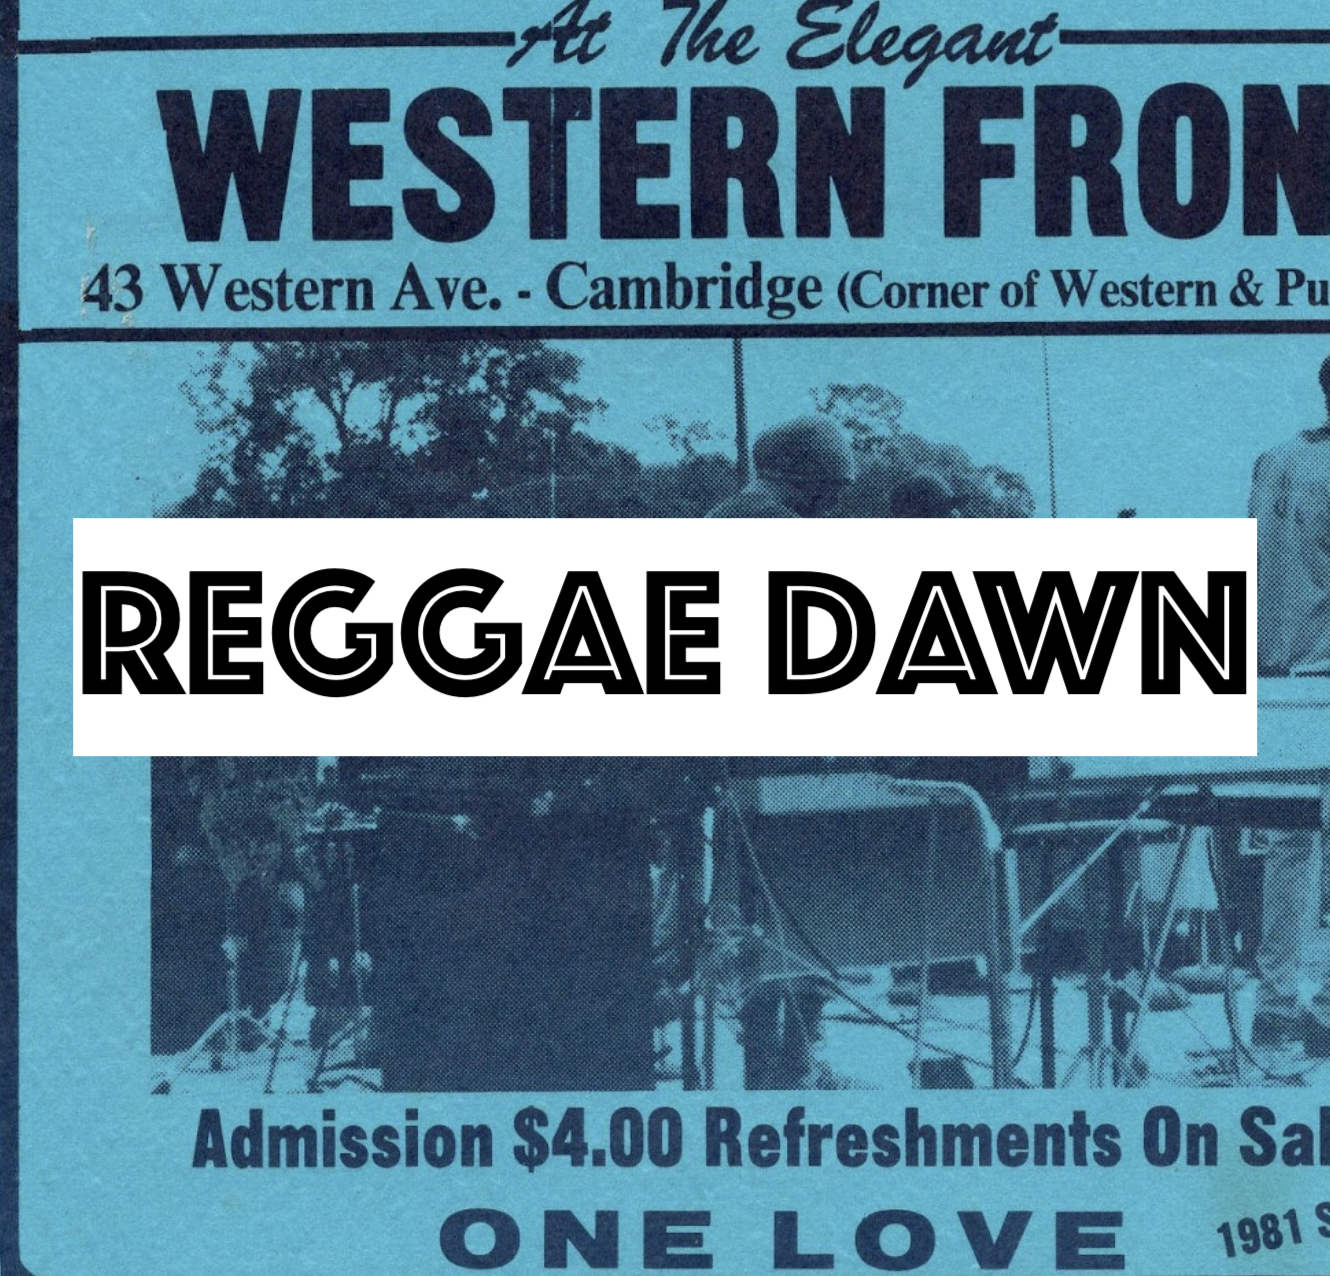 At The Elegant
WESTERN FRON
43 Western Ave. - Cambridge (Corner of Western & Pu
REGGAE DAWN
Admission $4.00 Refreshments On Sal
ONE LOVE
1981 S